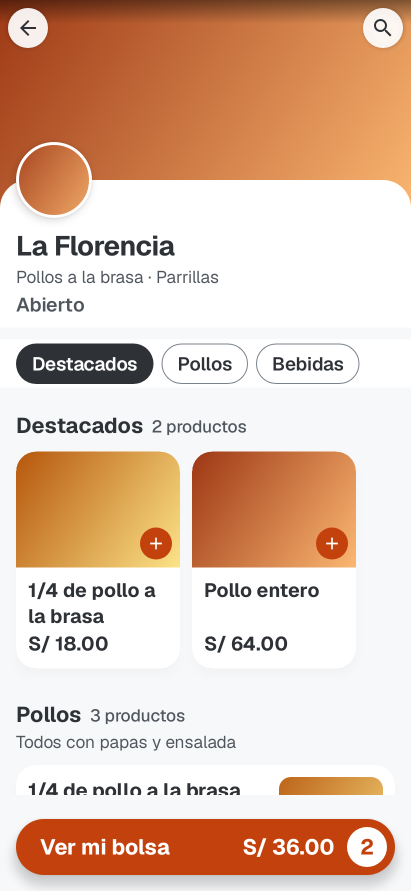 La Florencia
Pollos a la brasa · Parrillas
Abierto
Destacados Pollos Bebidas
Destacados 2 productos
1/4 de pollo a
la brasa
S/ 18.00
Pollo entero
S/ 64.00
Pollos 3 productos
Todos con papas y ensalada
1/4 de pollo a la brasa
Ver mi bolsa S/ 36.00 2